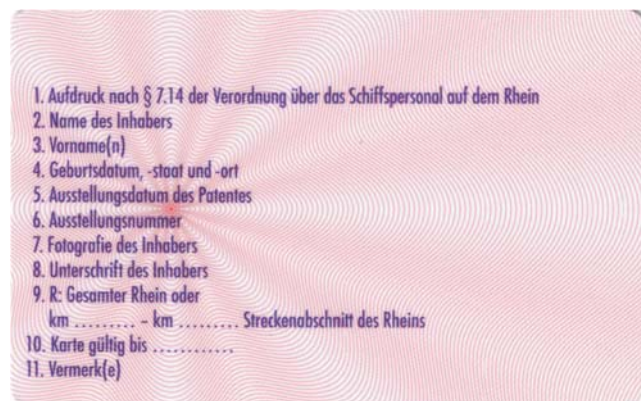 1. Aufdruck nach § 7.14 der Verordnung über das Schiffspersonal auf dem Rhein
2. Name des Inhabers
3. Vorname(n)
4. Geburtsdatum, -staat und -ort
5. Ausstellungsdatum des Patentes
6. Ausstellungsnummer
7. Fotografie des Inhabers
8. Unterschrift des Inhabers
9. R: Gesamter Rhein oder
km ......... – km ......... Streckenabschnitt des Rheins
10. Karte gültig bis ............
11. Vermerk(e)